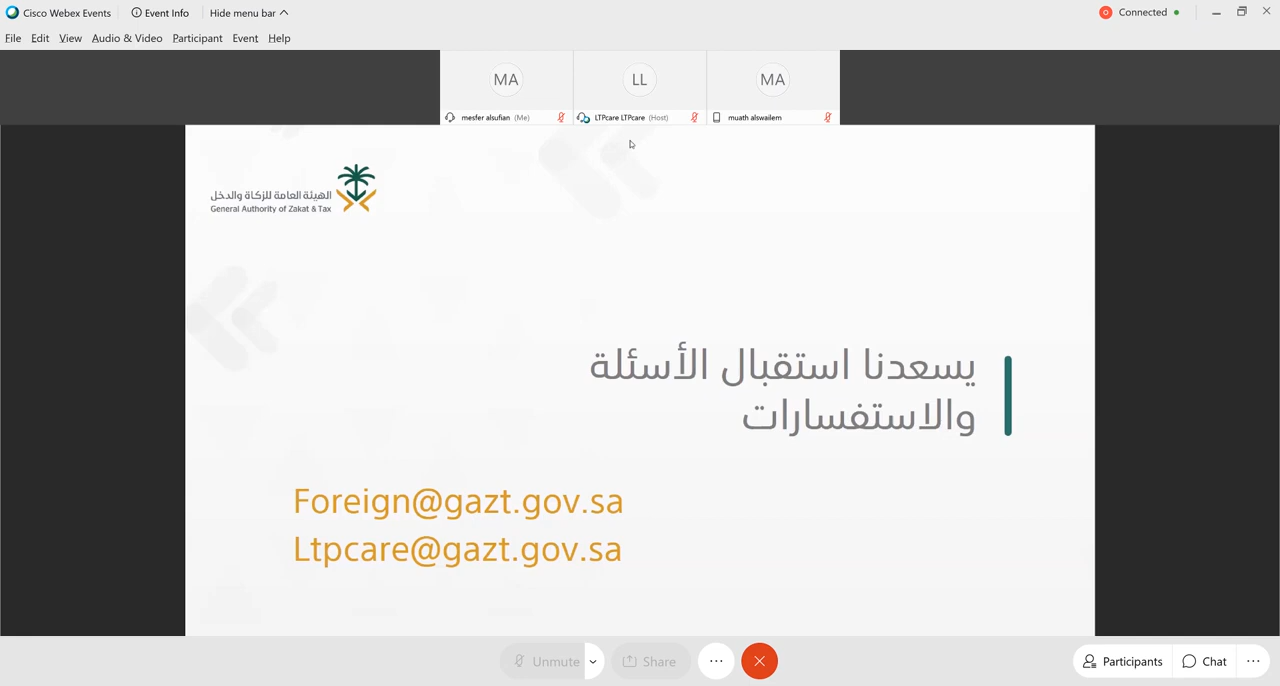 Cisco Webex Events
Event Info
Hide menu bar
Connected
File Edit View Audio & Video Participant Event Help
MA
LL
MA
mesfer alsufian (Me)
LTPcare LTPcare (Host)
muath alswailem
الهيئة العامة للزكاة والدخل
General Authority of Zakat & Tax
يسعدنا استقبال الأسئلة
والاستفسارات
Foreign@gazt.gov.sa
Ltpcare@gazt.gov.sa
Unmute
Share
Participants
Chat